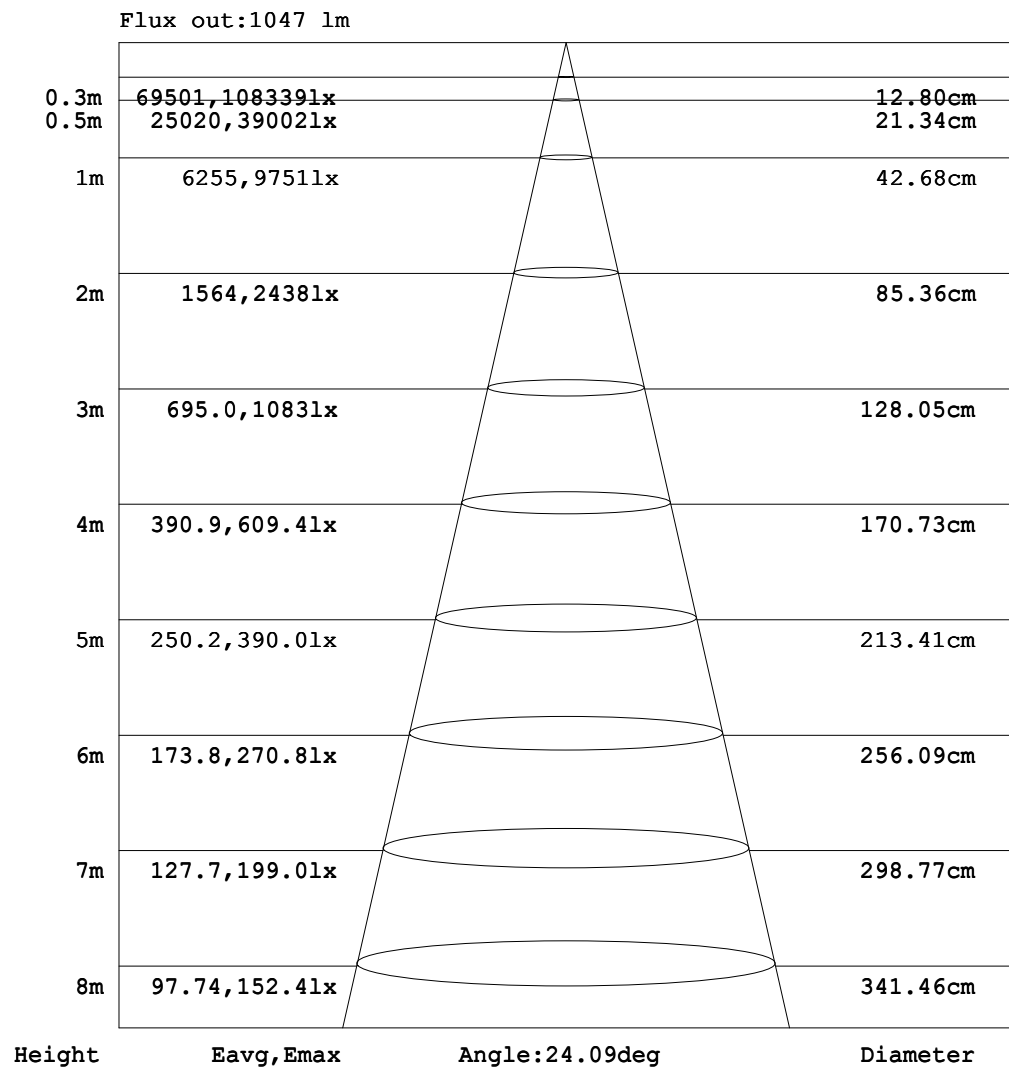 Flux out:1047 lm
0.3m 69501,108339lx 12.80cm
0.5m 25020,39002lx 21.34cm
1m 6255,9751lx 42.68cm
2m 1564,2438lx 85.36cm
3m 695.0,1083lx 128.05cm
4m 390.9,609.4lx 170.73cm
5m 250.2,390.0lx 213.41cm
6m 173.8,270.8lx 256.09cm
7m 127.7,199.0lx 298.77cm
8m 97.74,152.4lx 341.46cm
Height Eavg,Emax Angle:24.09deg Diameter